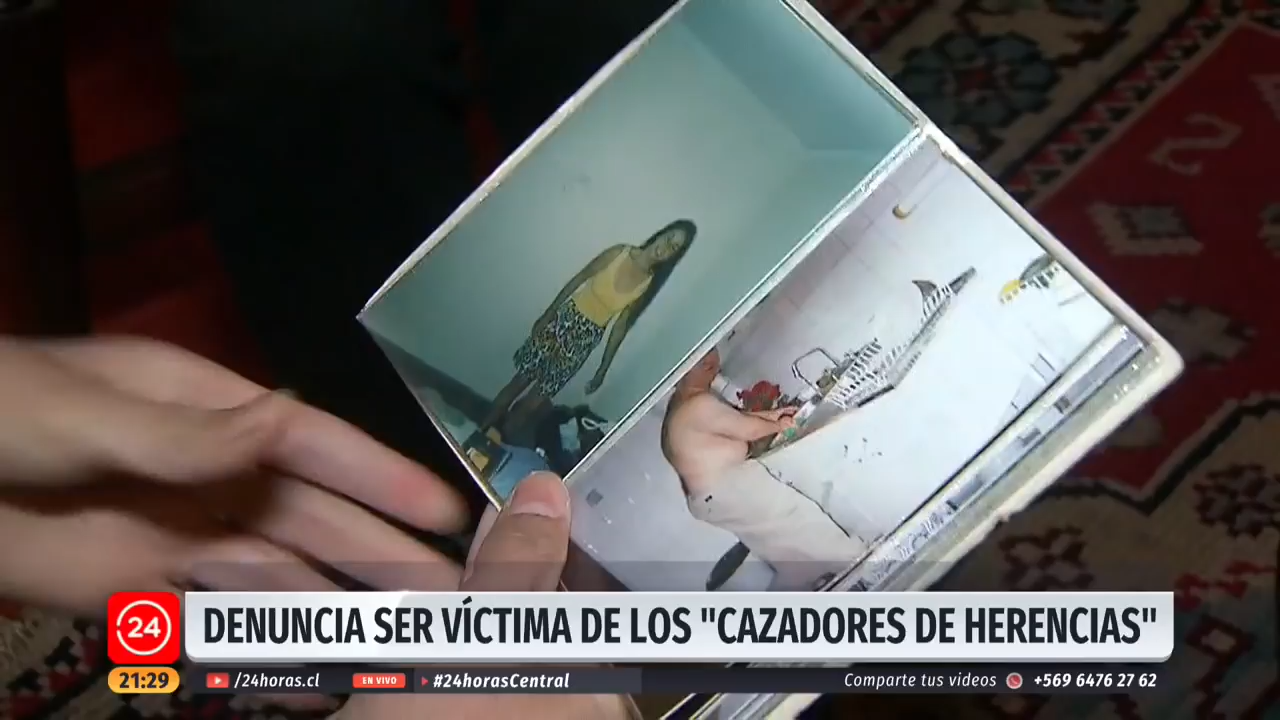 24
DENUNCIA SER VÍCTIMA DE LOS "CAZADORES DE HERENCIAS"
21:29
/24horas.cl
EN VIVO
#24horasCentral
Comparte tus videos
+569 6476 27 62